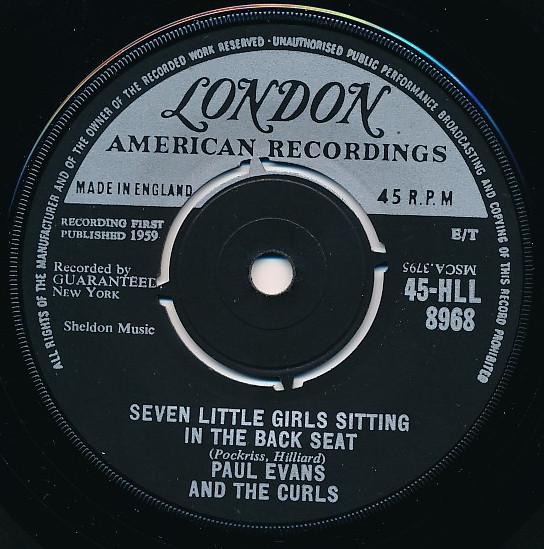 ALL RIGHTS OF THE MANUFACTURER AND OF THE OWNER OF THE RECORDED WORK RESERVED · UNAUTHORISED PUBLIC PERFORMANCE BROADCASTING AND COPYING OF THIS RECORD PROHIBITED
LONDON
AMERICAN RECORDINGS
MADE IN ENGLAND
45 R.P.M
RECORDING FIRST
PUBLISHED 1959
E/T
Recorded by
GUARANTEED
NEW YORK
MSCA.3795
45-HLL
8968
Sheldon Music
SEVEN LITTLE GIRLS SITTING
IN THE BACK SEAT
(Pockriss, Hilliard)
PAUL EVANS
AND THE CURLS